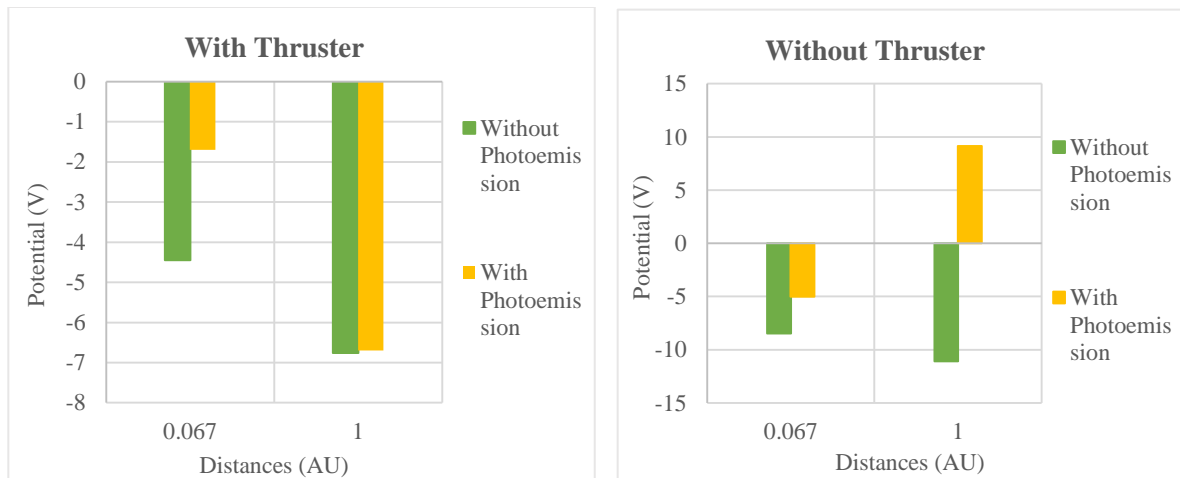 With Thruster
0
-1
-2
-3
-4
-5
-6
-7
-8
Potential (V)
0.067
1
Distances (AU)
Without
Photoemis
sion
With
Photoemis
sion
Without Thruster
15
10
5
0
-5
-10
-15
Potential (V)
0.067
1
Distances (AU)
Without
Photoemis
sion
With
Photoemis
sion